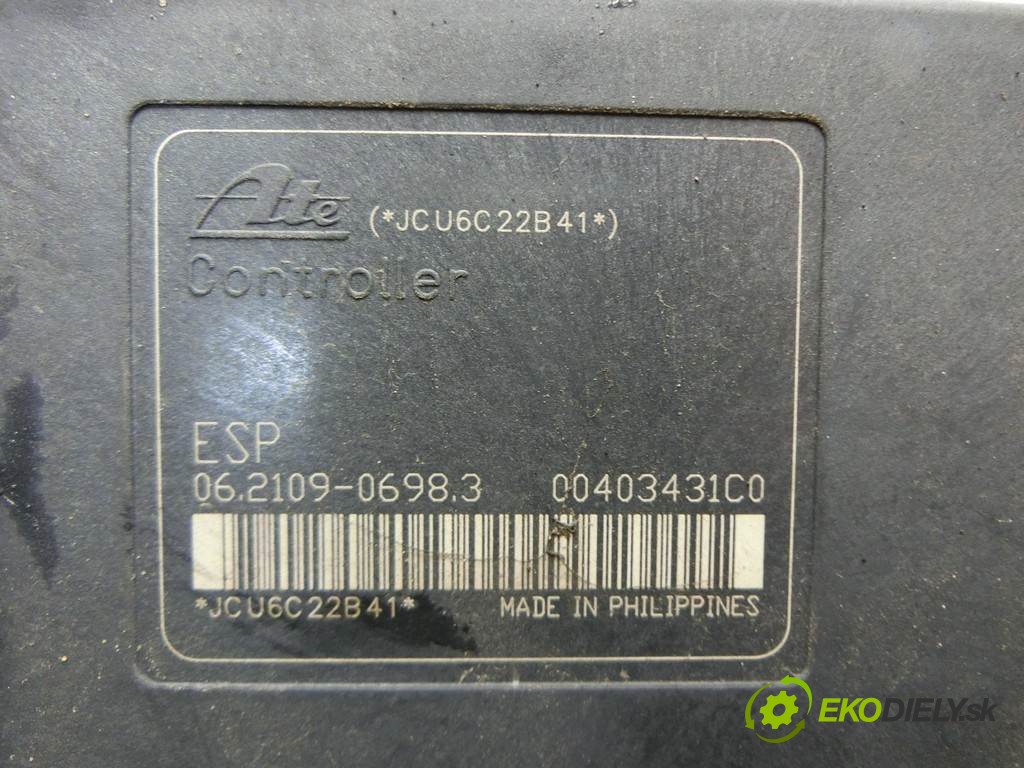 Ate (*JCU6C22B41*)
Controller
ESP
06.2109-0698.3 00403431C0
*JCU6C22B41* MADE IN PHILIPPINES
EKODIELY.sk